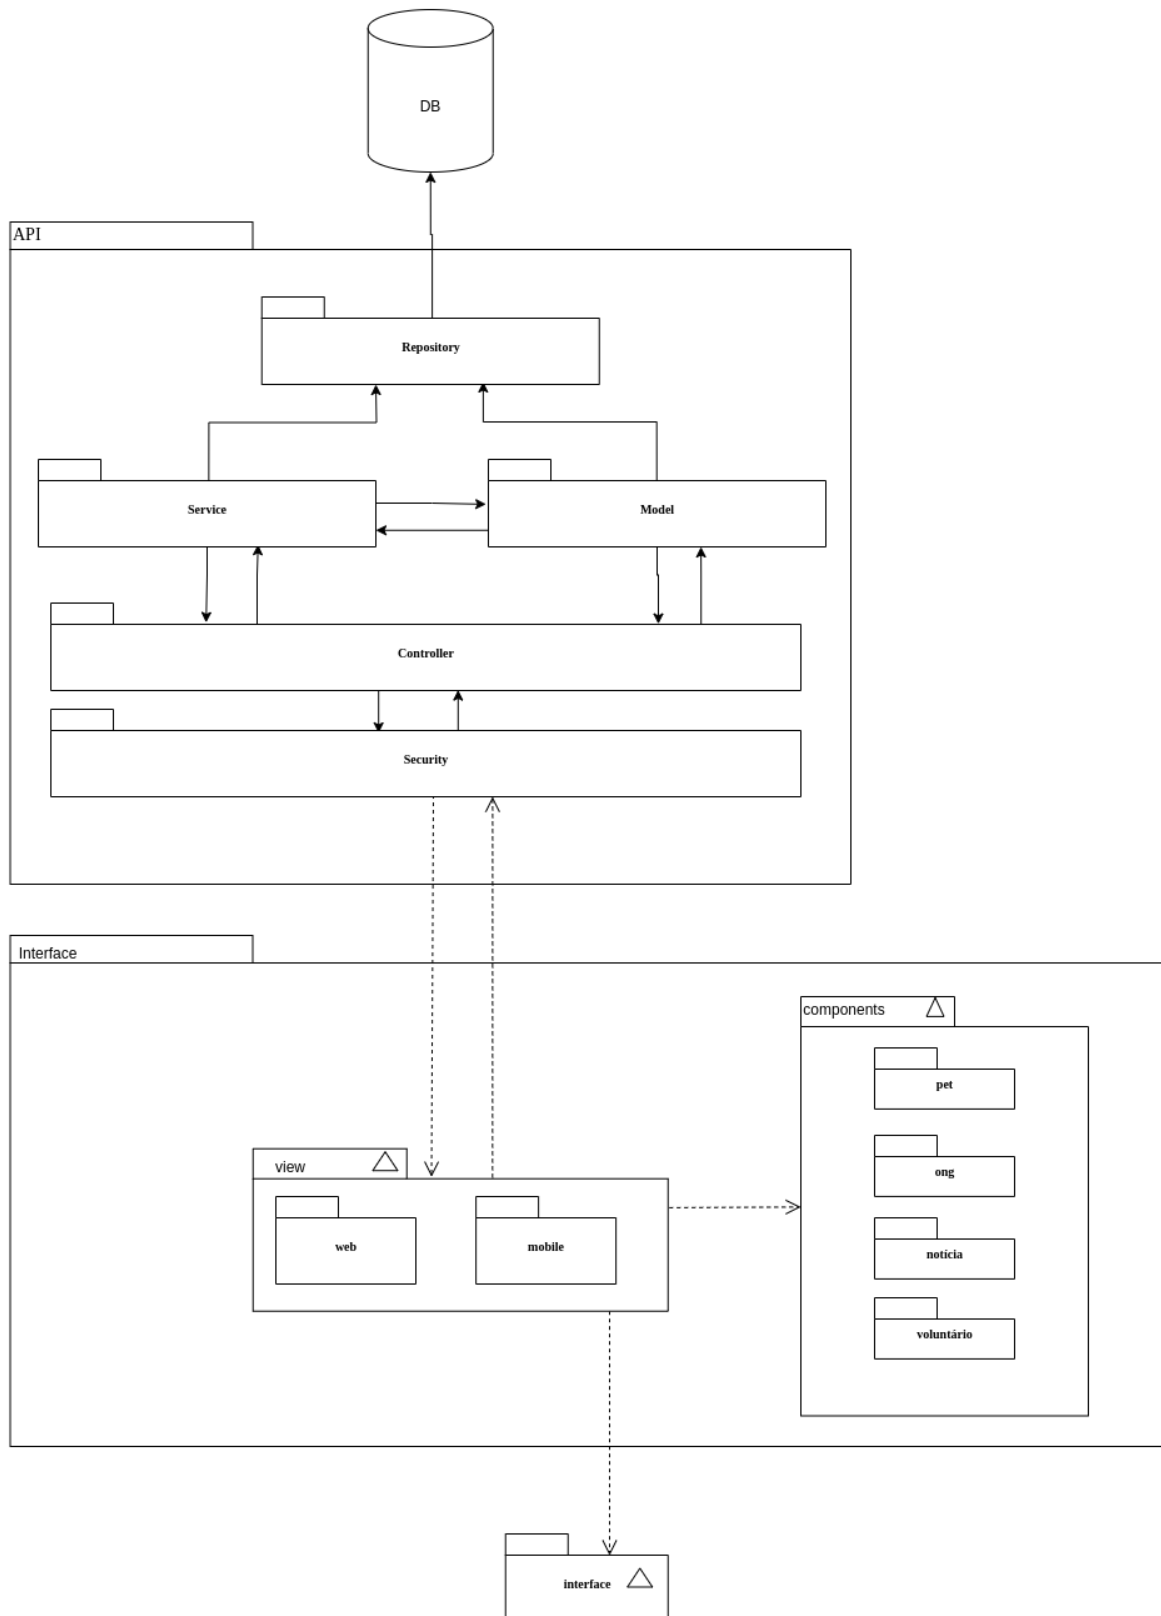 DB
API
Repository
Service
Model
Controller
Security
Interface
components
pet
ong
notícia
voluntário
view
web
mobile
interface